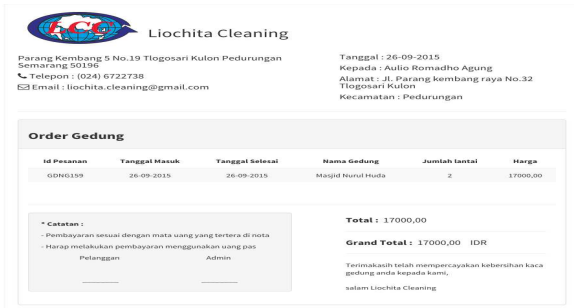 LCC
Liochita Cleaning
Parang Kembang 5 No.19 Tlogosari Kulon Pedurungan
Semarang 50196
Telepon : (024) 6722738
Email : liochita.cleaning@gmail.com
Tanggal : 26-09-2015
Kepada : Aulio Romadho Agung
Alamat : Jl. Parang kembang raya No.32
Tlogosari Kulon
Kecamatan : Pedurungan
Order Gedung
Id Pesanan Tanggal Masuk Tanggal Selesai Nama Gedung Jumlah lantai Harga
GDNG159 26-09-2015 26-09-2015 Masjid Nurul Huda 2 17000,00
* Catatan :
- Pembayaran sesuai dengan mata uang yang tertera di nota
- Harap melakukan pembayaran menggunakan uang pas
Pelanggan Admin
Total : 17000,00
Grand Total : 17000,00 IDR
Terimakasih telah mempercayakan kebersihan kaca
gedung anda kepada kami,
salam Liochita Cleaning